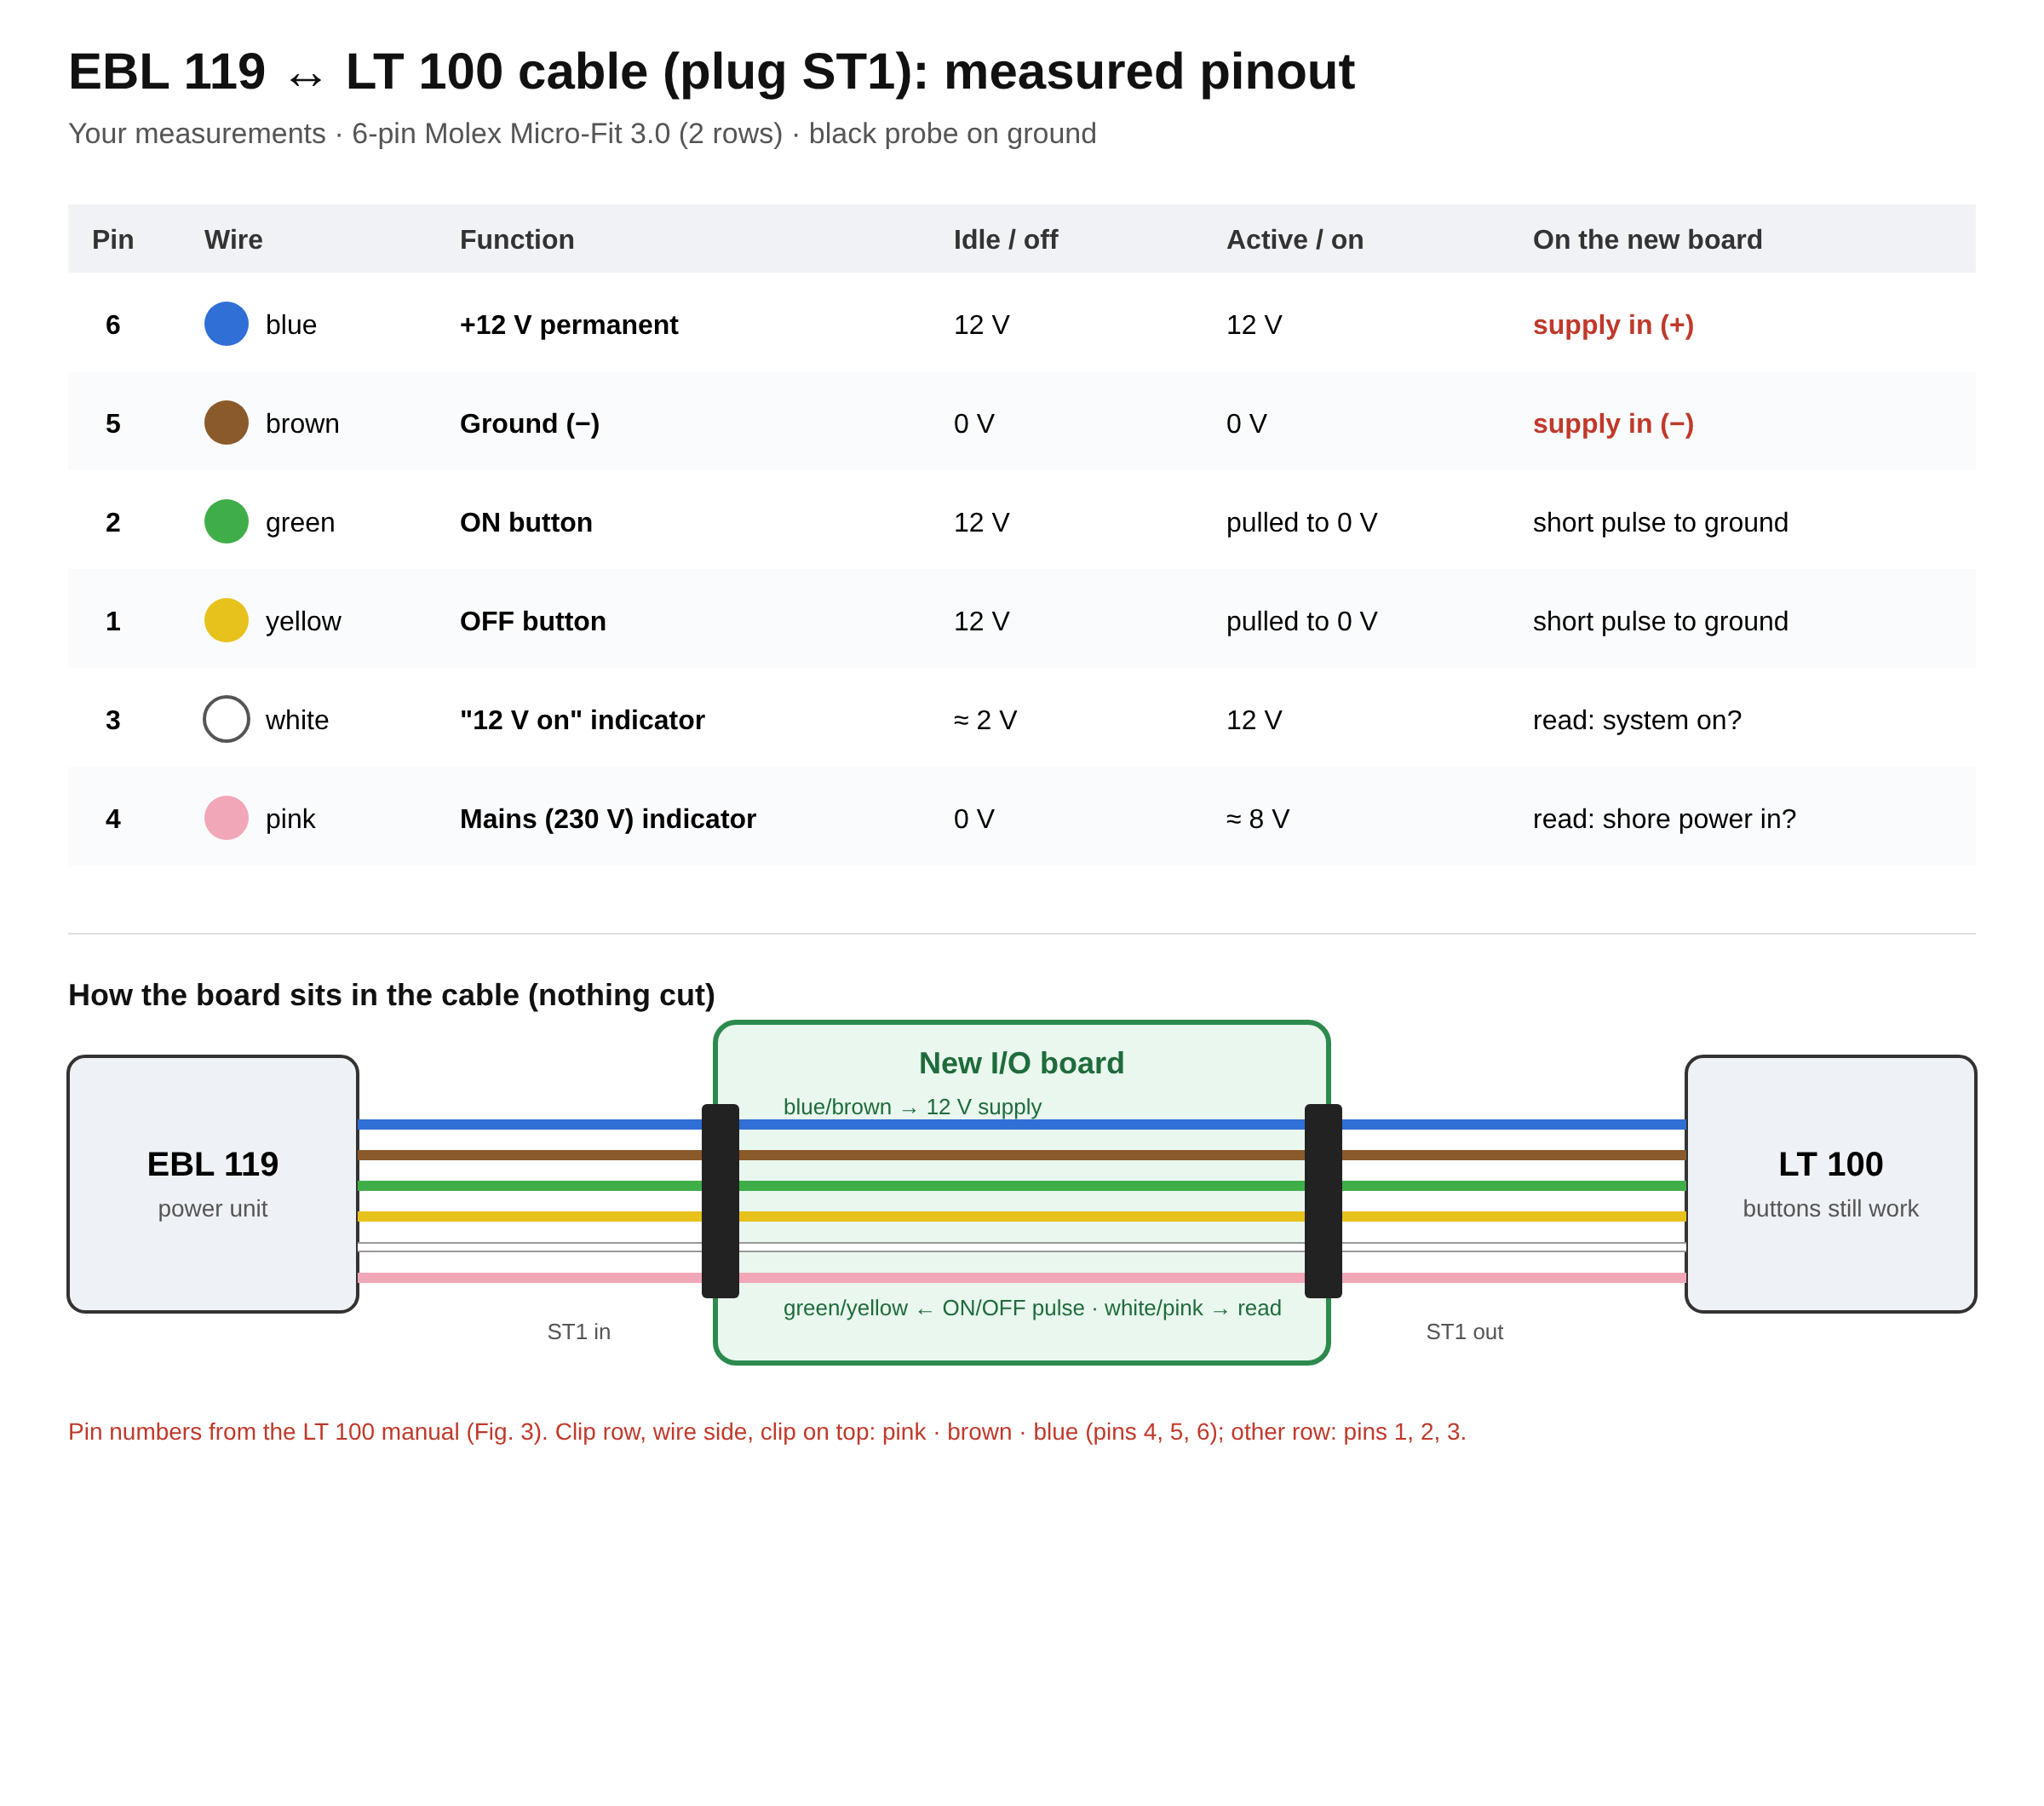 EBL 119 ↔ LT 100 cable (plug ST1): measured pinout
Your measurements · 6-pin Molex Micro-Fit 3.0 (2 rows) · black probe on ground
Pin Wire Function Idle / off Active / on On the new board
6 blue +12 V permanent 12 V 12 V supply in (+)
5 brown Ground (−) 0 V 0 V supply in (−)
2 green ON button 12 V pulled to 0 V short pulse to ground
1 yellow OFF button 12 V pulled to 0 V short pulse to ground
3 white "12 V on" indicator ≈ 2 V 12 V read: system on?
4 pink Mains (230 V) indicator 0 V ≈ 8 V read: shore power in?
How the board sits in the cable (nothing cut)
New I/O board
blue/brown → 12 V supply
EBL 119
power unit
LT 100
buttons still work
green/yellow ← ON/OFF pulse · white/pink → read
ST1 in
ST1 out
Pin numbers from the LT 100 manual (Fig. 3). Clip row, wire side, clip on top: pink · brown · blue (pins 4, 5, 6); other row: pins 1, 2, 3.